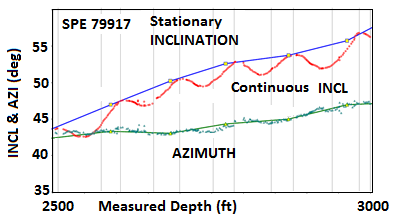 SPE 79917
Stationary
INCLINATION
Continuous INCL
AZIMUTH
INCL & AZI (deg)
55
50
45
40
35
2500 Measured Depth (ft) 3000